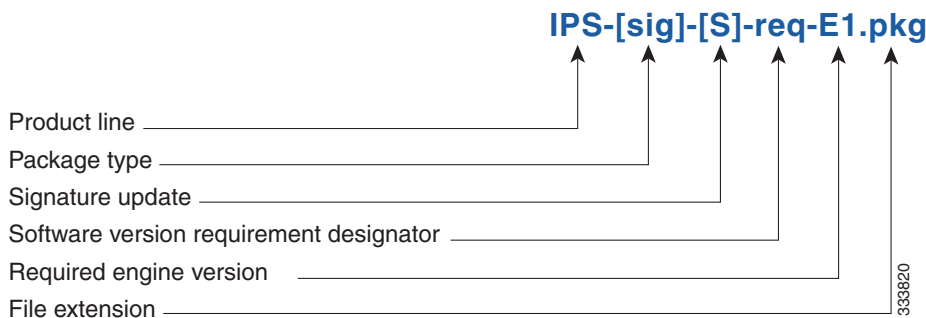 IPS-[sig]-[S]-req-E1.pkg
Product line
Package type
Signature update
Software version requirement designator
Required engine version
File extension
333820